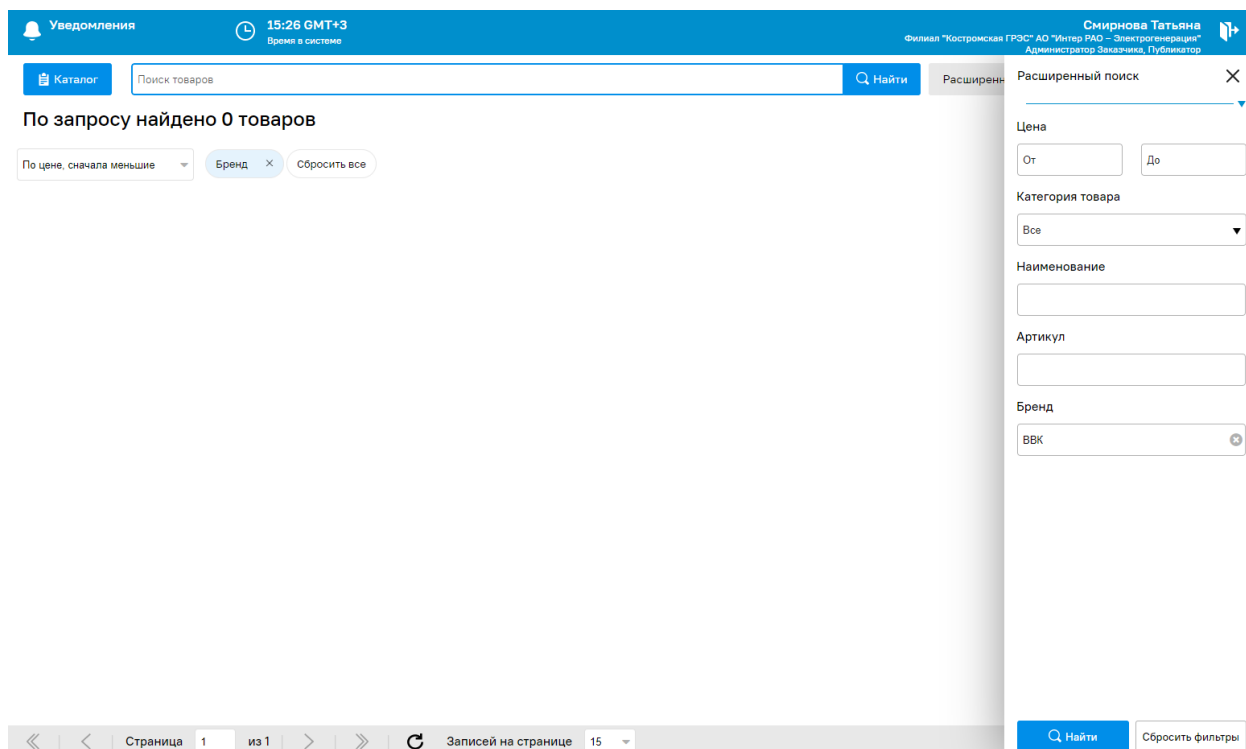 Уведомления
15:26 GMT+3
Время в системе
Смирнова Татьяна
Филиал "Костромская ГРЭС" АО "Интер РАО – Электрогенерация"
Администратор Заказчика, Публикатор
Каталог
Поиск товаров
Найти
Расширенн
По запросу найдено 0 товаров
По цене, сначала меньшие
Бренд
Сбросить все
Расширенный поиск
Цена
От
До
Категория товара
Все
Наименование
Артикул
Бренд
BBK
Найти
Сбросить фильтры
Страница 1 из 1
Записей на странице 15